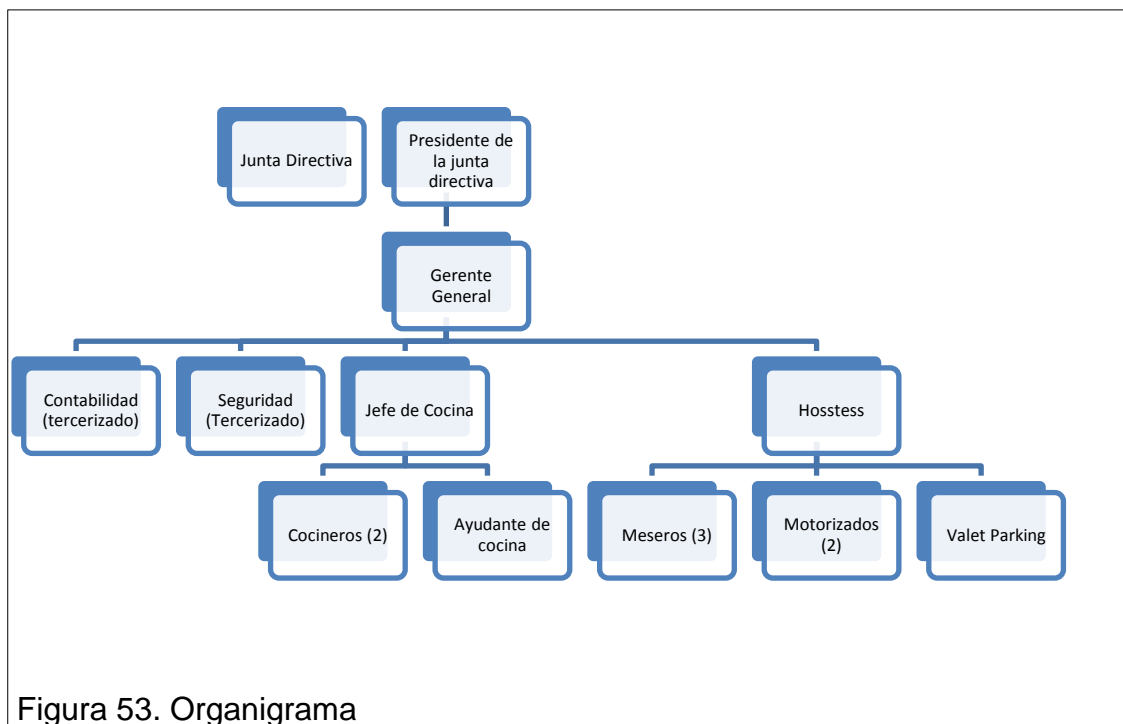 Junta Directiva
Presidente de
la junta
directiva
Gerente
General
Contabilidad
(tercerizado)
Seguridad
(Tercerizado)
Jefe de Cocina
Hosstess
Cocineros (2)
Ayudante de
cocina
Meseros (3)
Motorizados
(2)
Valet Parking
Figura 53. Organigrama